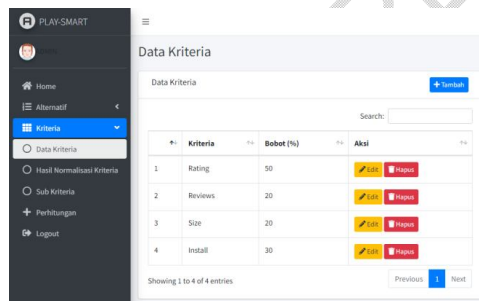 PLAY-SMART
Data Kriteria
Home
Alternatif
Kriteria
Data Kriteria
Hasil Normalisasi Kriteria
Sub Kriteria
Perhitungan
Logout
Data Kriteria
+ Tambah
Search:
Kriteria Bobot (%) Aksi
1 Rating 50 Edit Hapus
2 Reviews 20 Edit Hapus
3 Size 20 Edit Hapus
4 Install 30 Edit Hapus
Showing 1 to 4 of 4 entries
Previous 1 Next